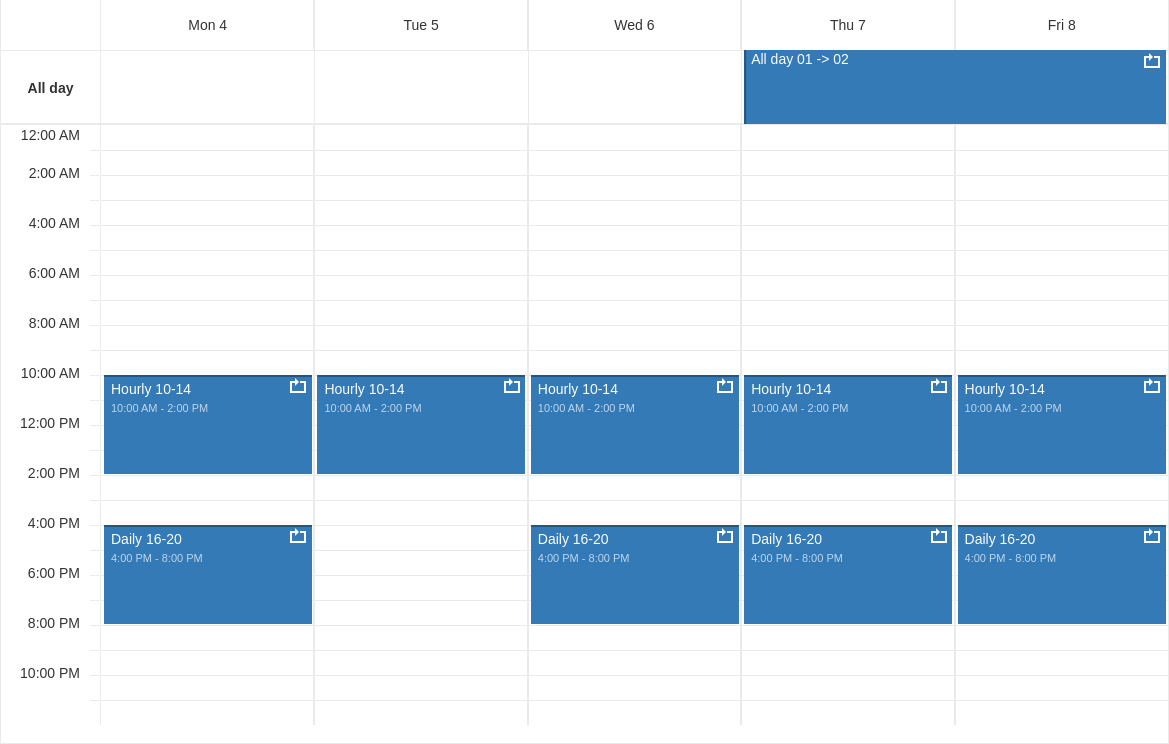 Mon 4
Tue 5
Wed 6
Thu 7
Fri 8
All day
All day 01 -> 02
12:00 AM
2:00 AM
4:00 AM
6:00 AM
8:00 AM
10:00 AM
12:00 PM
2:00 PM
4:00 PM
6:00 PM
8:00 PM
10:00 PM
Hourly 10-14
10:00 AM - 2:00 PM
Hourly 10-14
10:00 AM - 2:00 PM
Hourly 10-14
10:00 AM - 2:00 PM
Hourly 10-14
10:00 AM - 2:00 PM
Hourly 10-14
10:00 AM - 2:00 PM
Daily 16-20
4:00 PM - 8:00 PM
Daily 16-20
4:00 PM - 8:00 PM
Daily 16-20
4:00 PM - 8:00 PM
Daily 16-20
4:00 PM - 8:00 PM